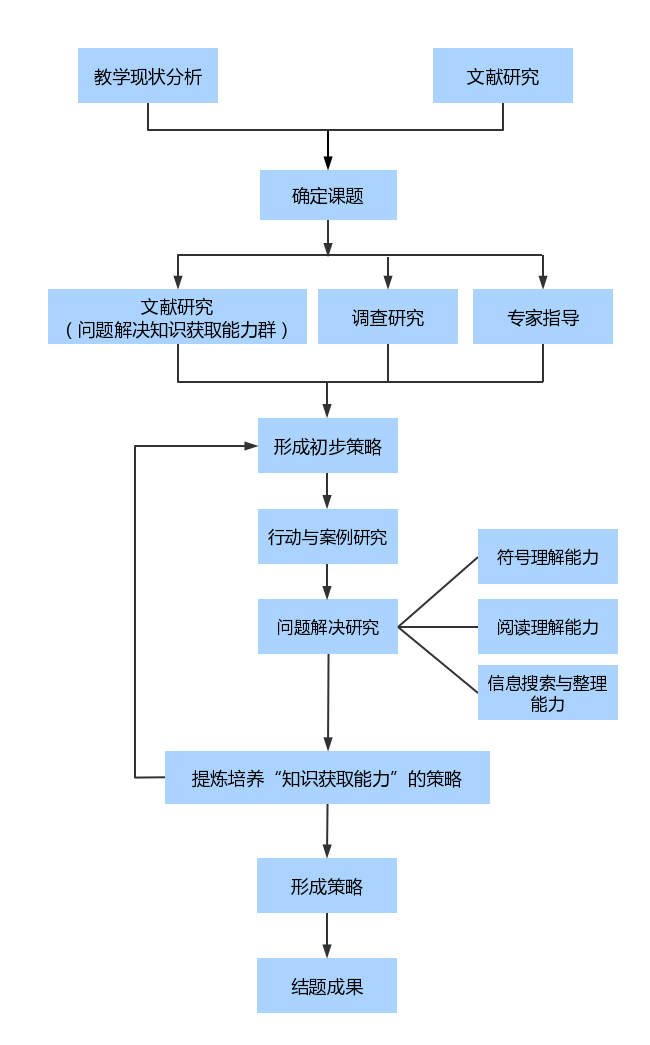 教学现状分析
文献研究
确定课题
文献研究
（问题解决知识获取能力群）
调查研究
专家指导
形成初步策略
行动与案例研究
问题解决研究
符号理解能力
阅读理解能力
信息搜索与整理
能力
提炼培养“知识获取能力”的策略
形成策略
结题成果